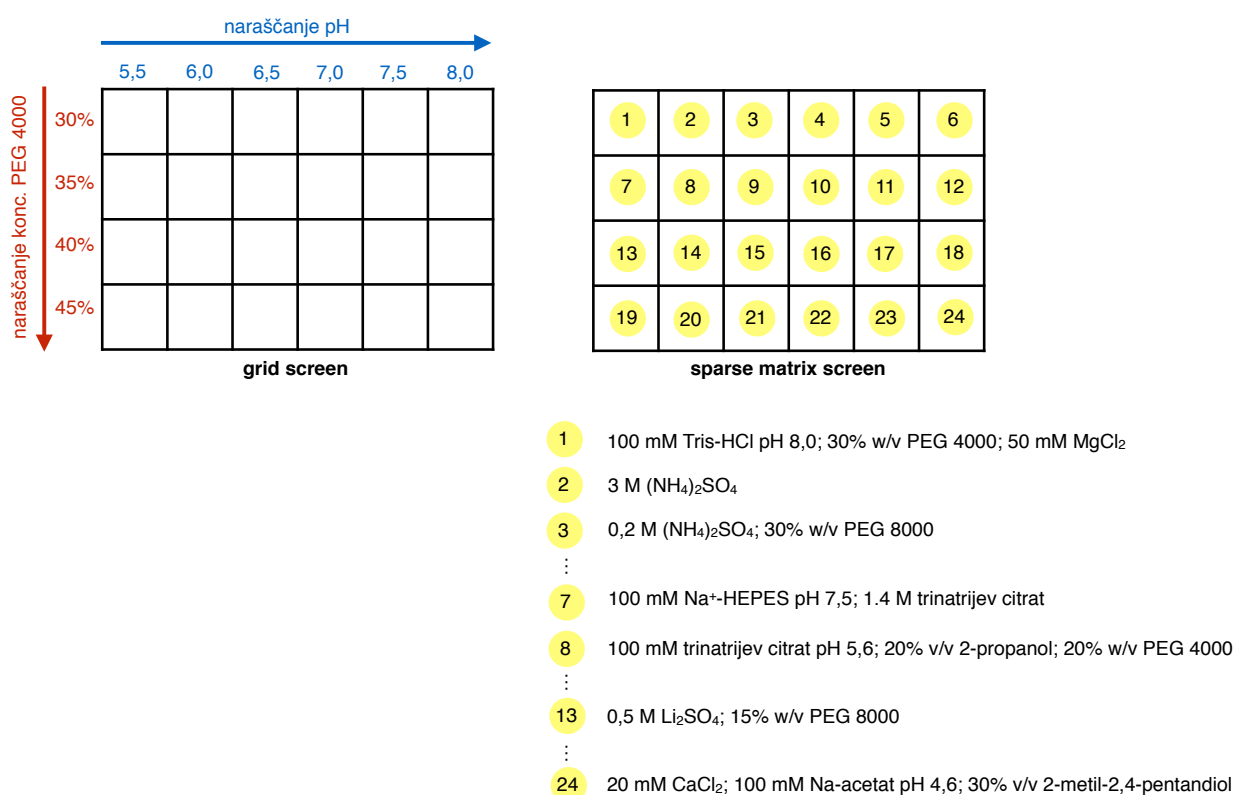 naraščanje pH
5,5 6,0 6,5 7,0 7,5 8,0
naraščanje konc. PEG 4000
30%
35%
40%
45%
grid screen
1 2 3 4 5 6
7 8 9 10 11 12
13 14 15 16 17 18
19 20 21 22 23 24
sparse matrix screen
1 100 mM Tris-HCl pH 8,0; 30% w/v PEG 4000; 50 mM MgCl₂
2 3 M (NH₄)₂SO₄
3 0,2 M (NH₄)₂SO₄; 30% w/v PEG 8000
⋮
7 100 mM Na⁺-HEPES pH 7,5; 1.4 M trinatrijev citrat
8 100 mM trinatrijev citrat pH 5,6; 20% v/v 2-propanol; 20% w/v PEG 4000
⋮
13 0,5 M Li₂SO₄; 15% w/v PEG 8000
⋮
24 20 mM CaCl₂; 100 mM Na-acetat pH 4,6; 30% v/v 2-metil-2,4-pentandiol